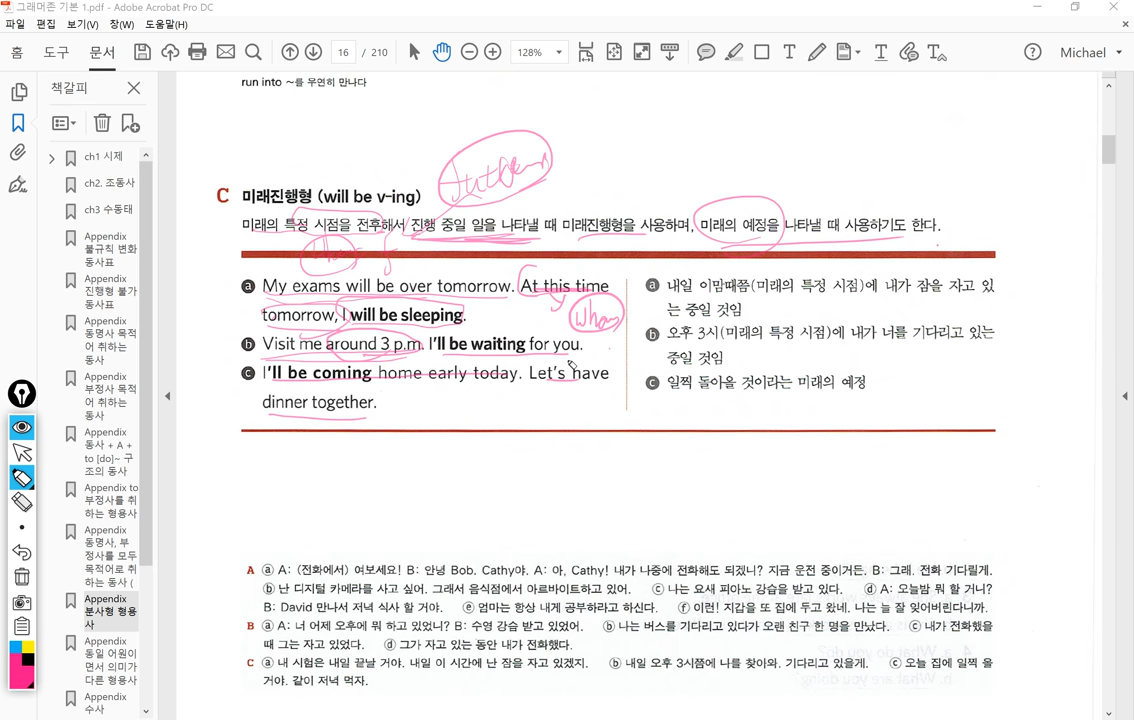 그래머존 기본 1.pdf - Adobe Acrobat Pro DC
파일 편집 보기(V) 창(W) 도움말(H)
홈 도구 문서 16 / 210 128% Michael
책갈피
ch1 시제
ch2. 조동사
ch3 수동태
Appendix
불규칙 변화
동사표
Appendix
진행형 불가
동사표
Appendix
동명사 목적
어 취하는
동사
Appendix
부정사 목적
어 취하는
동사
Appendix
동사 + A +
to [do]~ 구
조의 동사
Appendix to
부정사를 취
하는 형용사
Appendix
동명사, 부
정사를 모두
목적어로 취
하는 동사 (
Appendix
분사형 형용
사
Appendix
동일 어원이
면서 의미가
다른 형용사
Appendix
수사
run into ~를 우연히 만나다
C 미래진행형 (will be v-ing)
미래의 특정 시점을 전후해서 진행 중일 일을 나타낼 때 미래진행형을 사용하며, 미래의 예정을 나타낼 때 사용하기도 한다.
ⓐ My exams will be over tomorrow. At this time
tomorrow, I will be sleeping.
ⓑ Visit me around 3 p.m. I'll be waiting for you.
ⓒ I'll be coming home early today. Let's have
dinner together.
ⓐ 내일 이맘때쯤(미래의 특정 시점)에 내가 잠을 자고 있
는 중일 것임
ⓑ 오후 3시(미래의 특정 시점)에 내가 너를 기다리고 있는
중일 것임
ⓒ 일찍 돌아올 것이라는 미래의 예정
A ⓐ A: (전화에서) 여보세요! B: 안녕 Bob. Cathy야. A: 아, Cathy! 내가 나중에 전화해도 되겠니? 지금 운전 중이거든. B: 그래. 전화 기다릴게.
ⓑ 난 디지털 카메라를 사고 싶어. 그래서 음식점에서 아르바이트하고 있어. ⓒ 나는 요새 피아노 강습을 받고 있다. ⓓ A: 오늘밤 뭐 할 거니?
B: David 만나서 저녁 식사 할 거야. ⓔ 엄마는 항상 내게 공부하라고 하신다. ⓕ 이런! 지갑을 또 집에 두고 왔네. 나는 늘 잘 잊어버린다니까.
B ⓐ A: 너 어제 오후에 뭐 하고 있었니? B: 수영 강습 받고 있었어. ⓑ 나는 버스를 기다리고 있다가 오랜 친구 한 명을 만났다. ⓒ 내가 전화했을
때 그는 자고 있었다. ⓓ 그가 자고 있는 동안 내가 전화했다.
C ⓐ 내 시험은 내일 끝날 거야. 내일 이 시간에 난 잠을 자고 있겠지. ⓑ 내일 오후 3시쯤에 나를 찾아와. 기다리고 있을게. ⓒ 오늘 집에 일찍 올
거야. 같이 저녁 먹자.